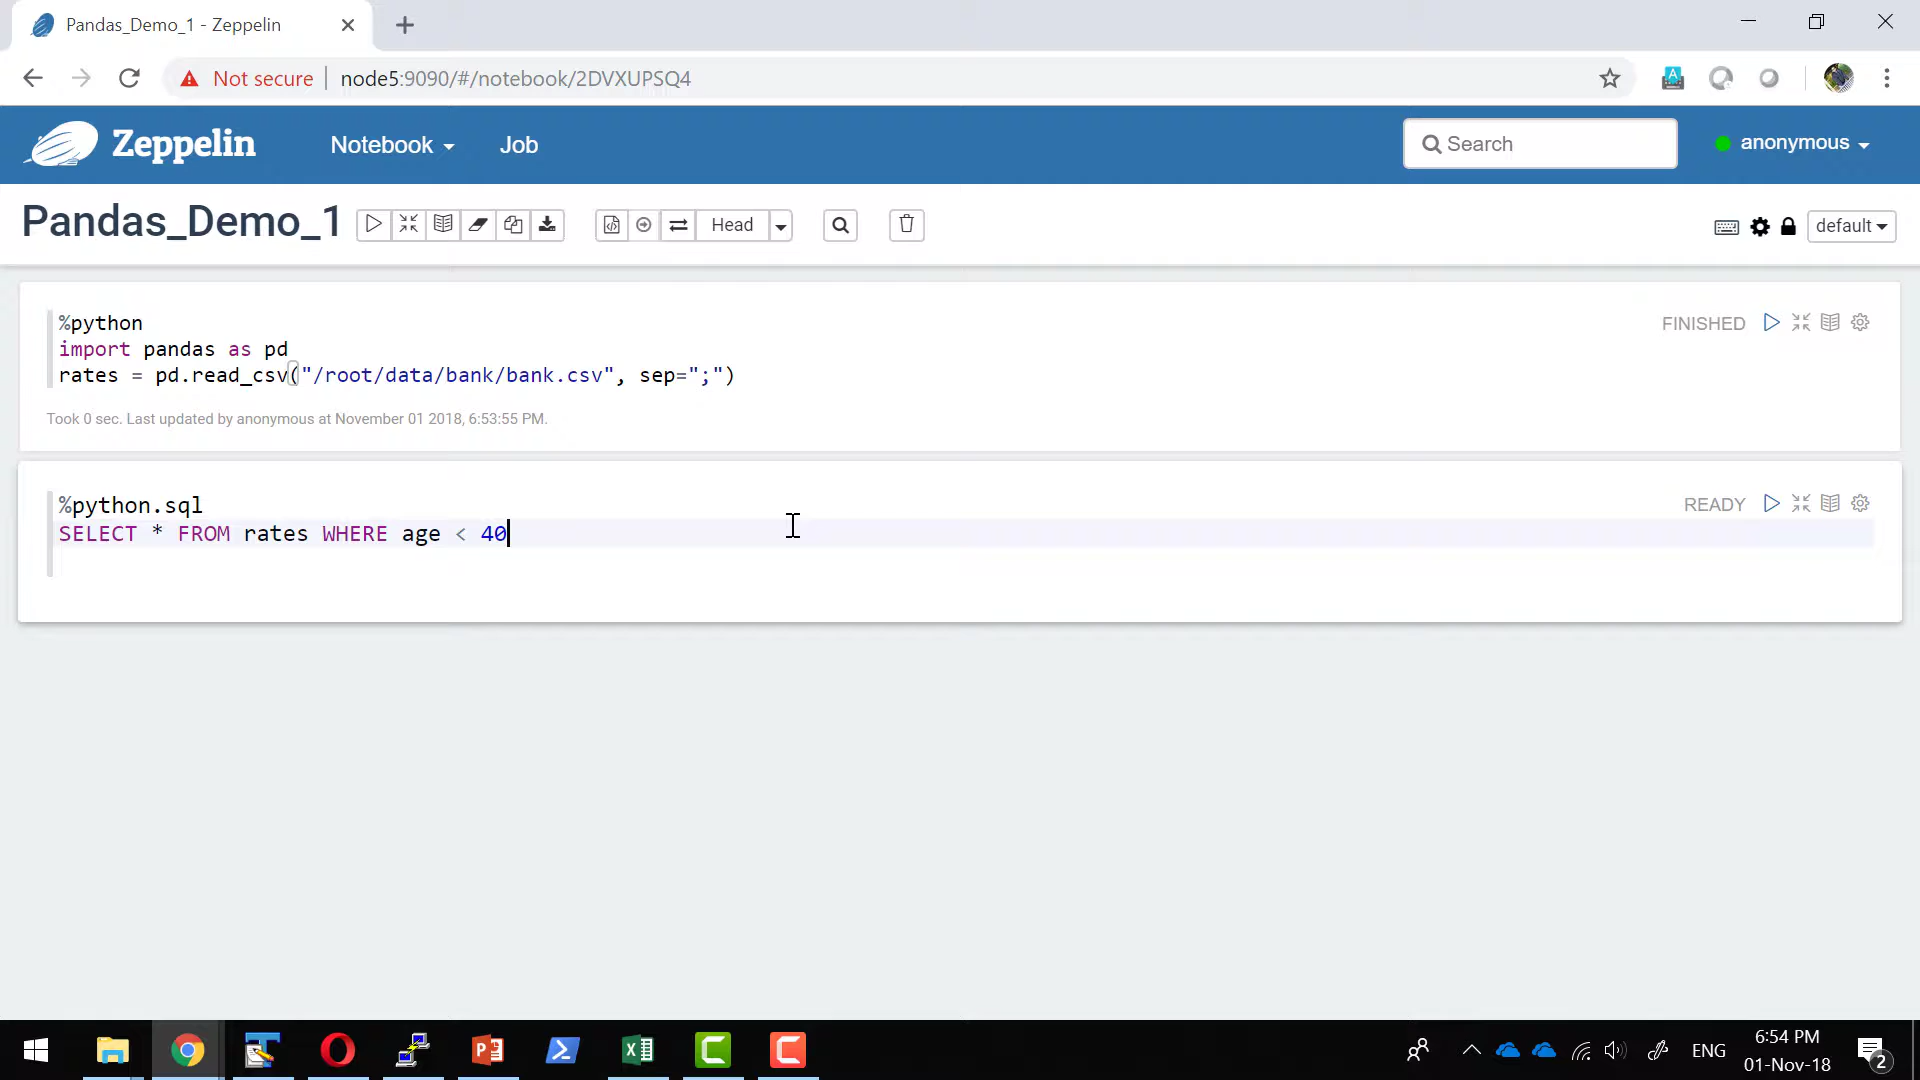 Pandas_Demo_1 - Zeppelin
Not secure | node5:9090/#/notebook/2DVXUPSQ4
Zeppelin Notebook Job Search anonymous
Pandas_Demo_1 Head default
%python FINISHED
import pandas as pd
rates = pd.read_csv("/root/data/bank/bank.csv", sep=";")
Took 0 sec. Last updated by anonymous at November 01 2018, 6:53:55 PM.
%python.sql READY
SELECT * FROM rates WHERE age < 40
6:54 PM
ENG
01-Nov-18
2